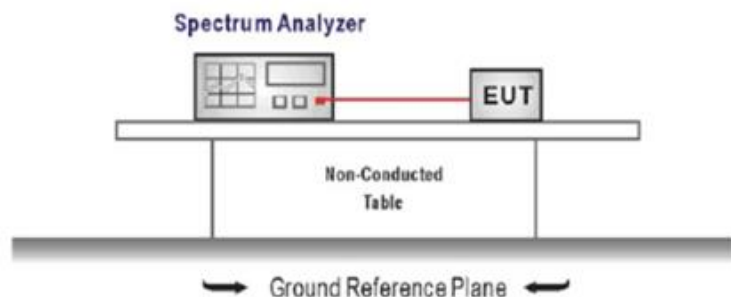 Spectrum Analyzer
EUT
Non-Conducted
Table
Ground Reference Plane